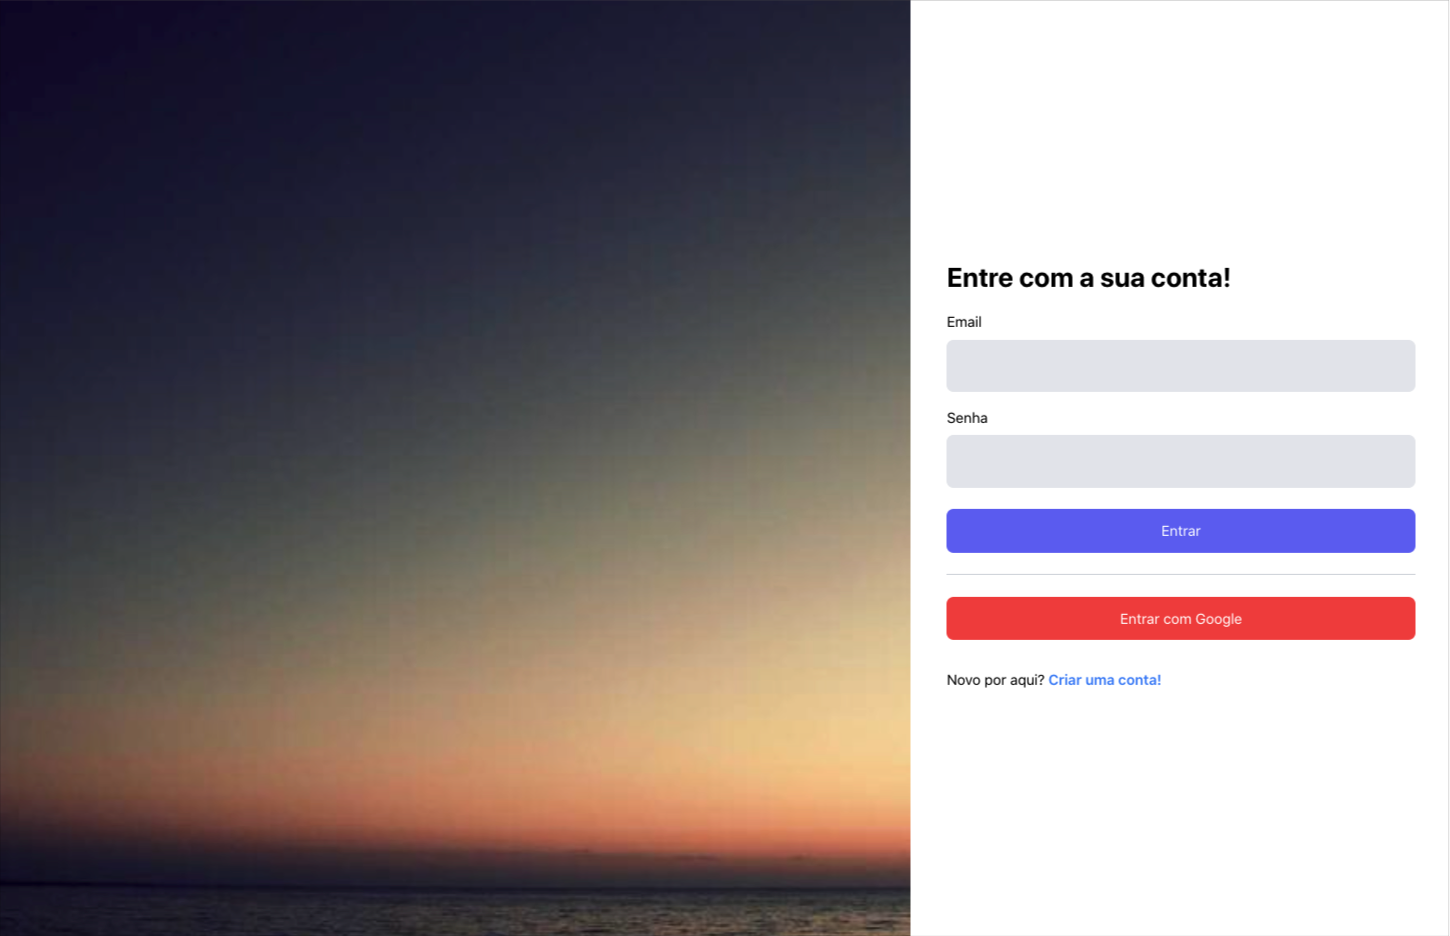 Entre com a sua conta!
Email
Senha
Entrar
Entrar com Google
Novo por aqui? Criar uma conta!